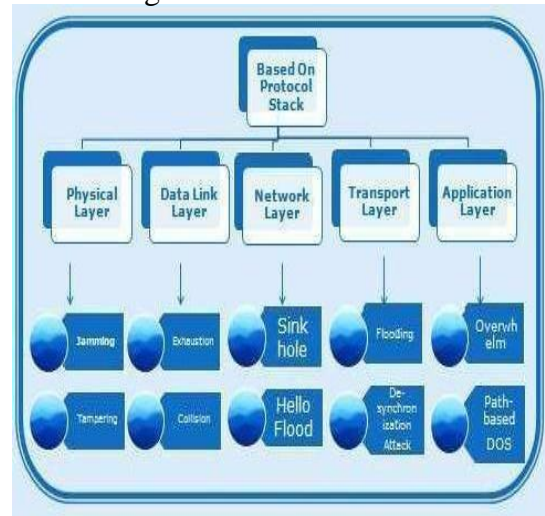 Based On
Protocol
Stack
Physical
Layer
Data Link
Layer
Network
Layer
Transport
Layer
Application
Layer
Jamming
Exhaustion
Sink
hole
Flooding
Overwh
elm
Tampering
Collision
Hello
Flood
De-
synchron
ization
Attack
Path-
based
DOS